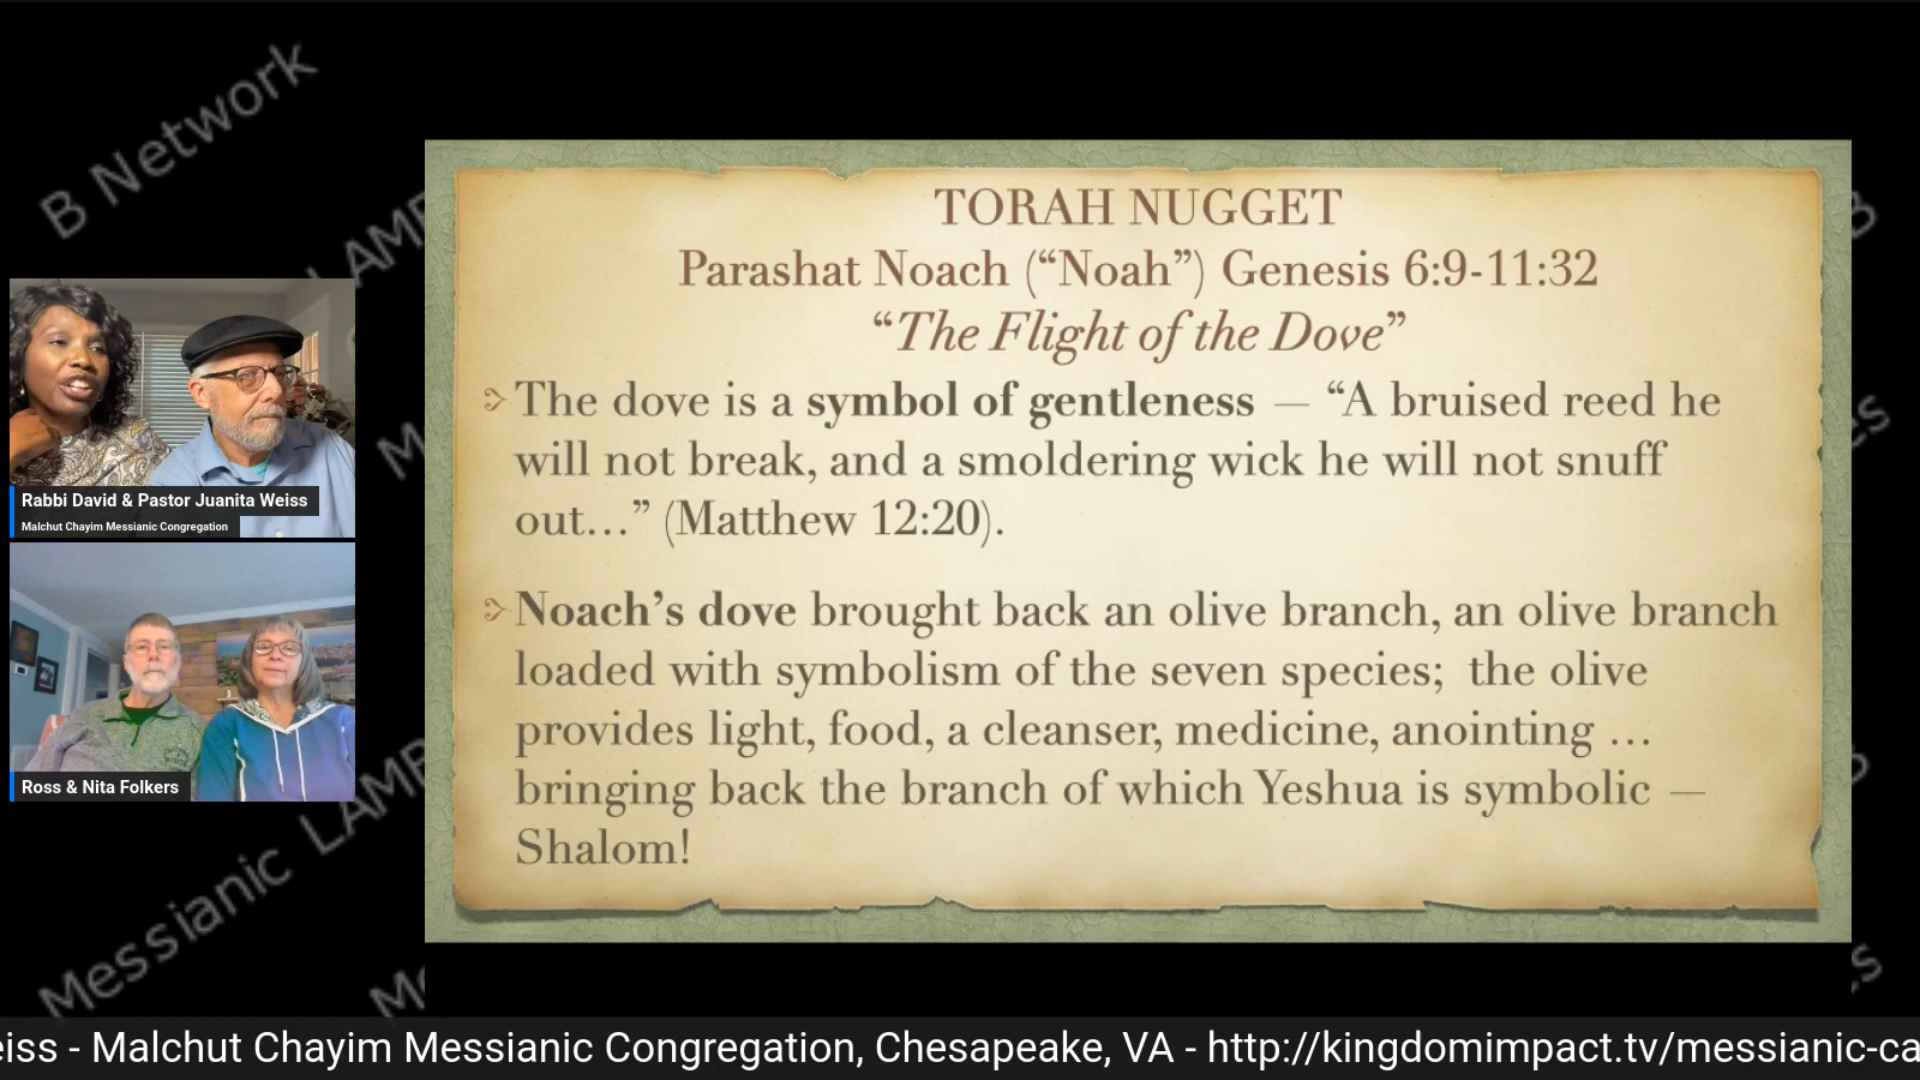 B Network
LAMB
TORAH NUGGET
Parashat Noach (“Noah”) Genesis 6:9-11:32
“The Flight of the Dove”
The dove is a symbol of gentleness — “A bruised reed he
will not break, and a smoldering wick he will not snuff
out…” (Matthew 12:20).
Noach’s dove brought back an olive branch, an olive branch
loaded with symbolism of the seven species; the olive
provides light, food, a cleanser, medicine, anointing …
bringing back the branch of which Yeshua is symbolic —
Shalom!
Rabbi David & Pastor Juanita Weiss
Malchut Chayim Messianic Congregation
Ross & Nita Folkers
Messianic LAMB
eiss - Malchut Chayim Messianic Congregation, Chesapeake, VA - http://kingdomimpact.tv/messianic-ca